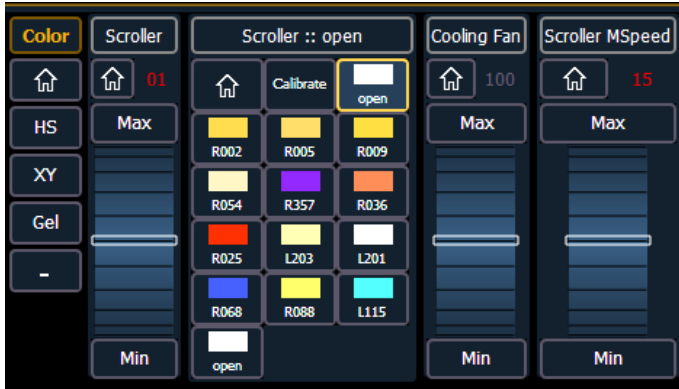 Color Scroller Scroller :: open Cooling Fan Scroller MSpeed
01 Calibrate open 100 15
HS Max Max Max
R002 R005 R009
XY
R054 R357 R036
Gel
R025 L203 L201
-
R068 R088 L115
Min open Min Min